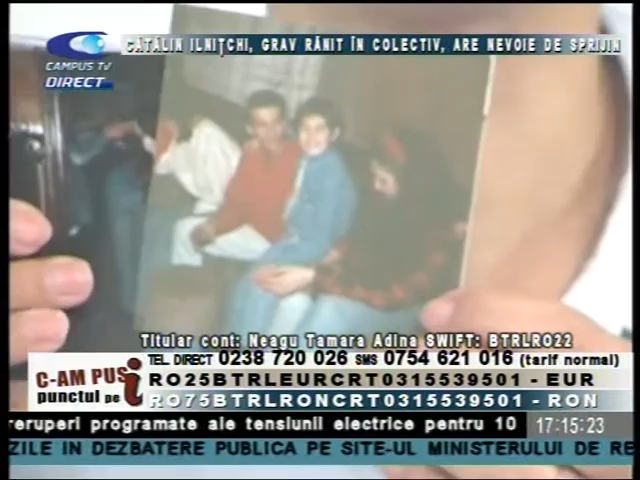 CĂTĂLIN ILNIŢCHI, GRAV RĂNIT ÎN COLECTIV, ARE NEVOIE DE SPRIJIN
CAMPUS TV
DIRECT
Titular cont: Neagu Tamara Adina SWIFT: BTRLRO22
TEL DIRECT 0238 720 026 SMS 0754 621 016 (tarif normal)
C-AM PUS punctul pe i
RO25BTRLEURCRT0315539501 - EUR
RO75BTRLRONCRT0315539501 - RON
reruperi programate ale tensiunii electrice pentru 10
17:15:23
ZILE IN DEZBATERE PUBLICA PE SITE-UL MINISTERULUI DE RE